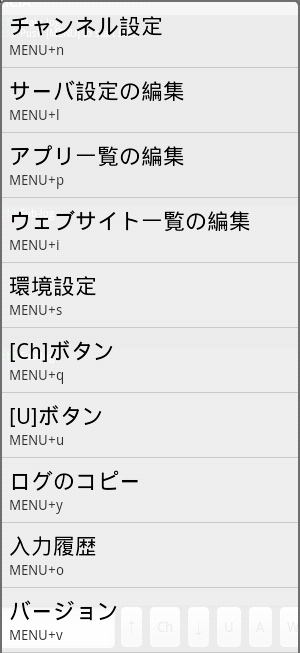 チャンネル設定
MENU+n
サーバ設定の編集
MENU+l
アプリ一覧の編集
MENU+p
ウェブサイト一覧の編集
MENU+i
環境設定
MENU+s
[Ch]ボタン
MENU+q
[U]ボタン
MENU+u
ログのコピー
MENU+y
入力履歴
MENU+o
バージョン
MENU+v
↑ Ch ↓ U A W